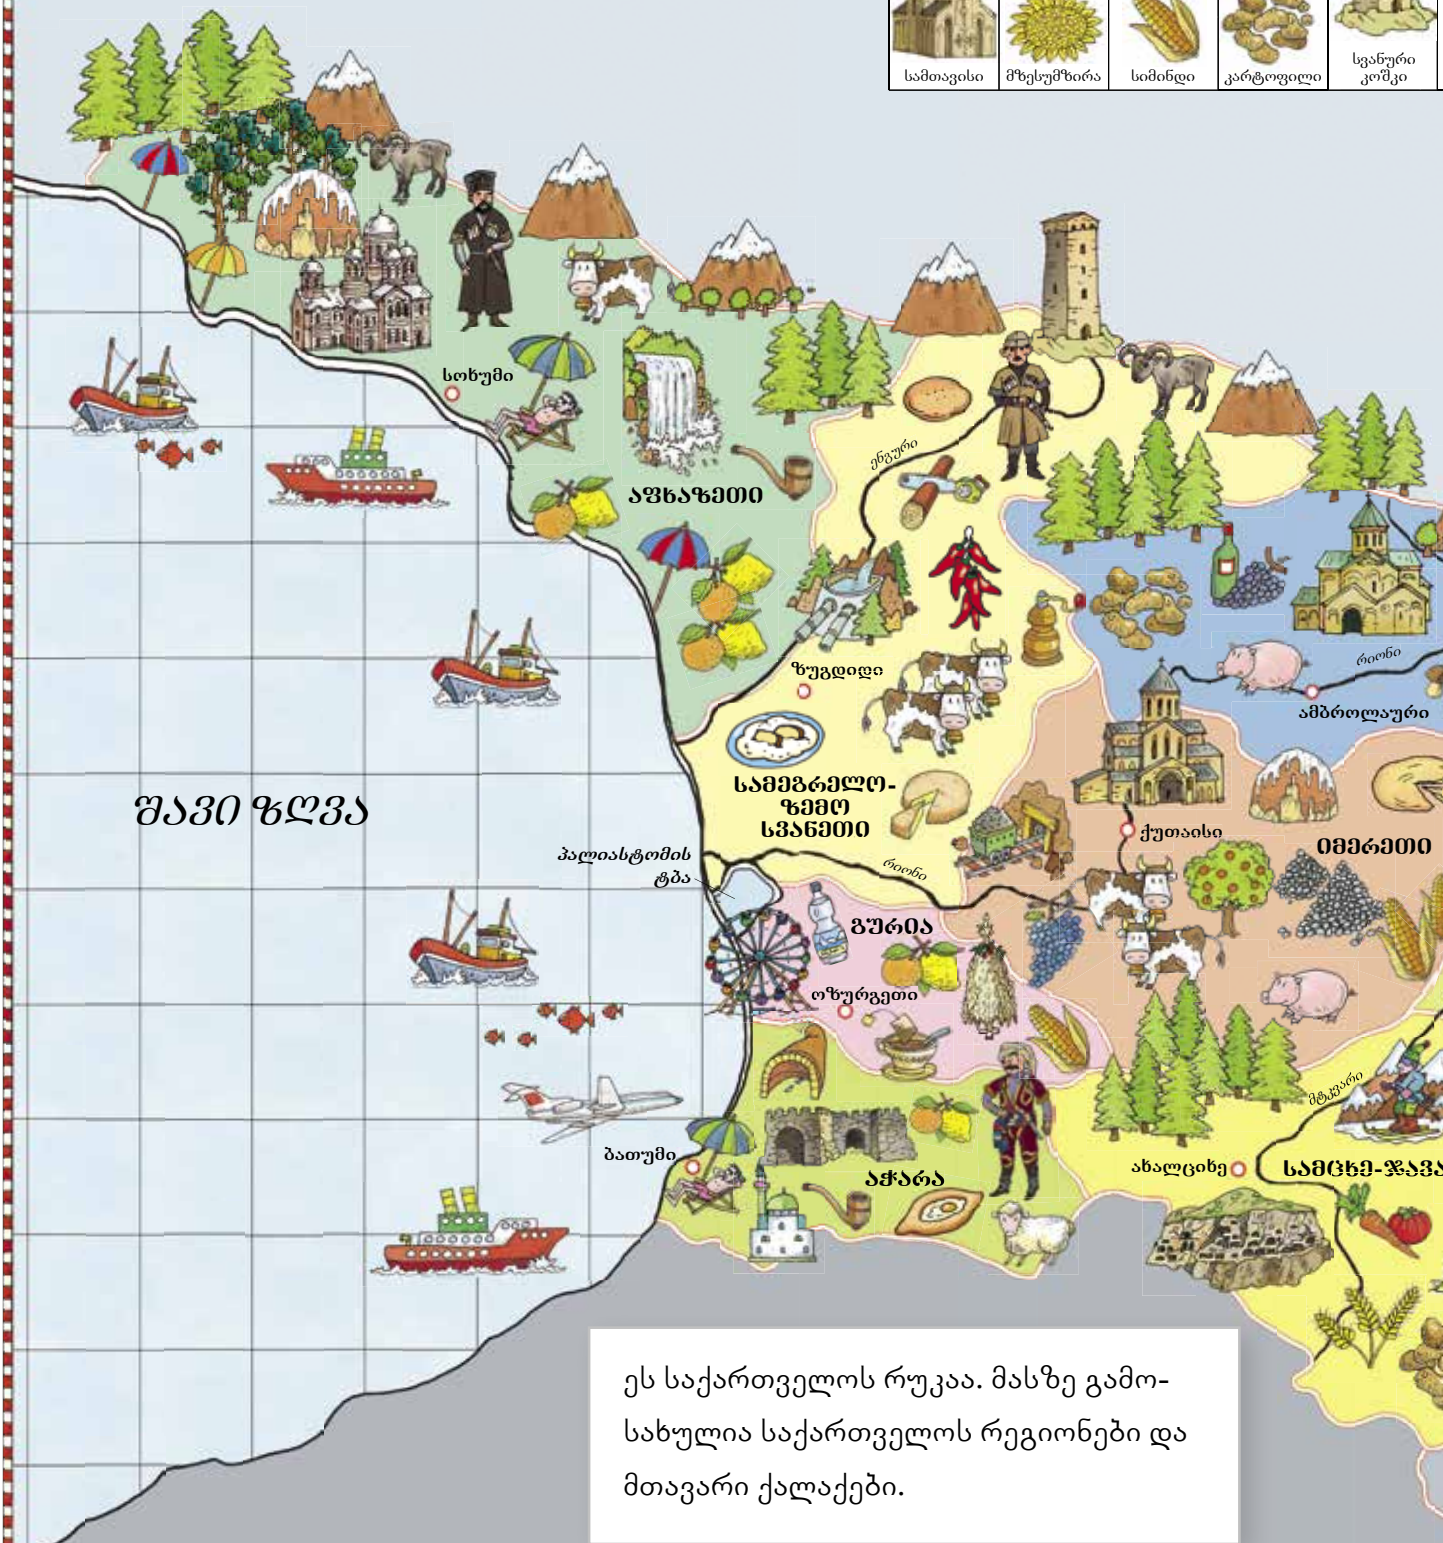 სამთავისი
მზესუმზირა
სიმინდი
კარტოფილი
სვანური
კოშკი
სოხუმი
ენგური
აფხაზეთი
ზუგდიდი
რიონი
ამბროლაური
სამეგრელო-
ზემო
სვანეთი
შავი ზღვა
ქუთაისი
იმერეთი
პალიასტომის
ტბა
რიონი
გურია
ოზურგეთი
მტკვარი
ბათუმი
აჭარა
ახალციხე
სამცხე-ჯავა
ეს საქართველოს რუკაა. მასზე გამო-
სახულია საქართველოს რეგიონები და
მთავარი ქალაქები.